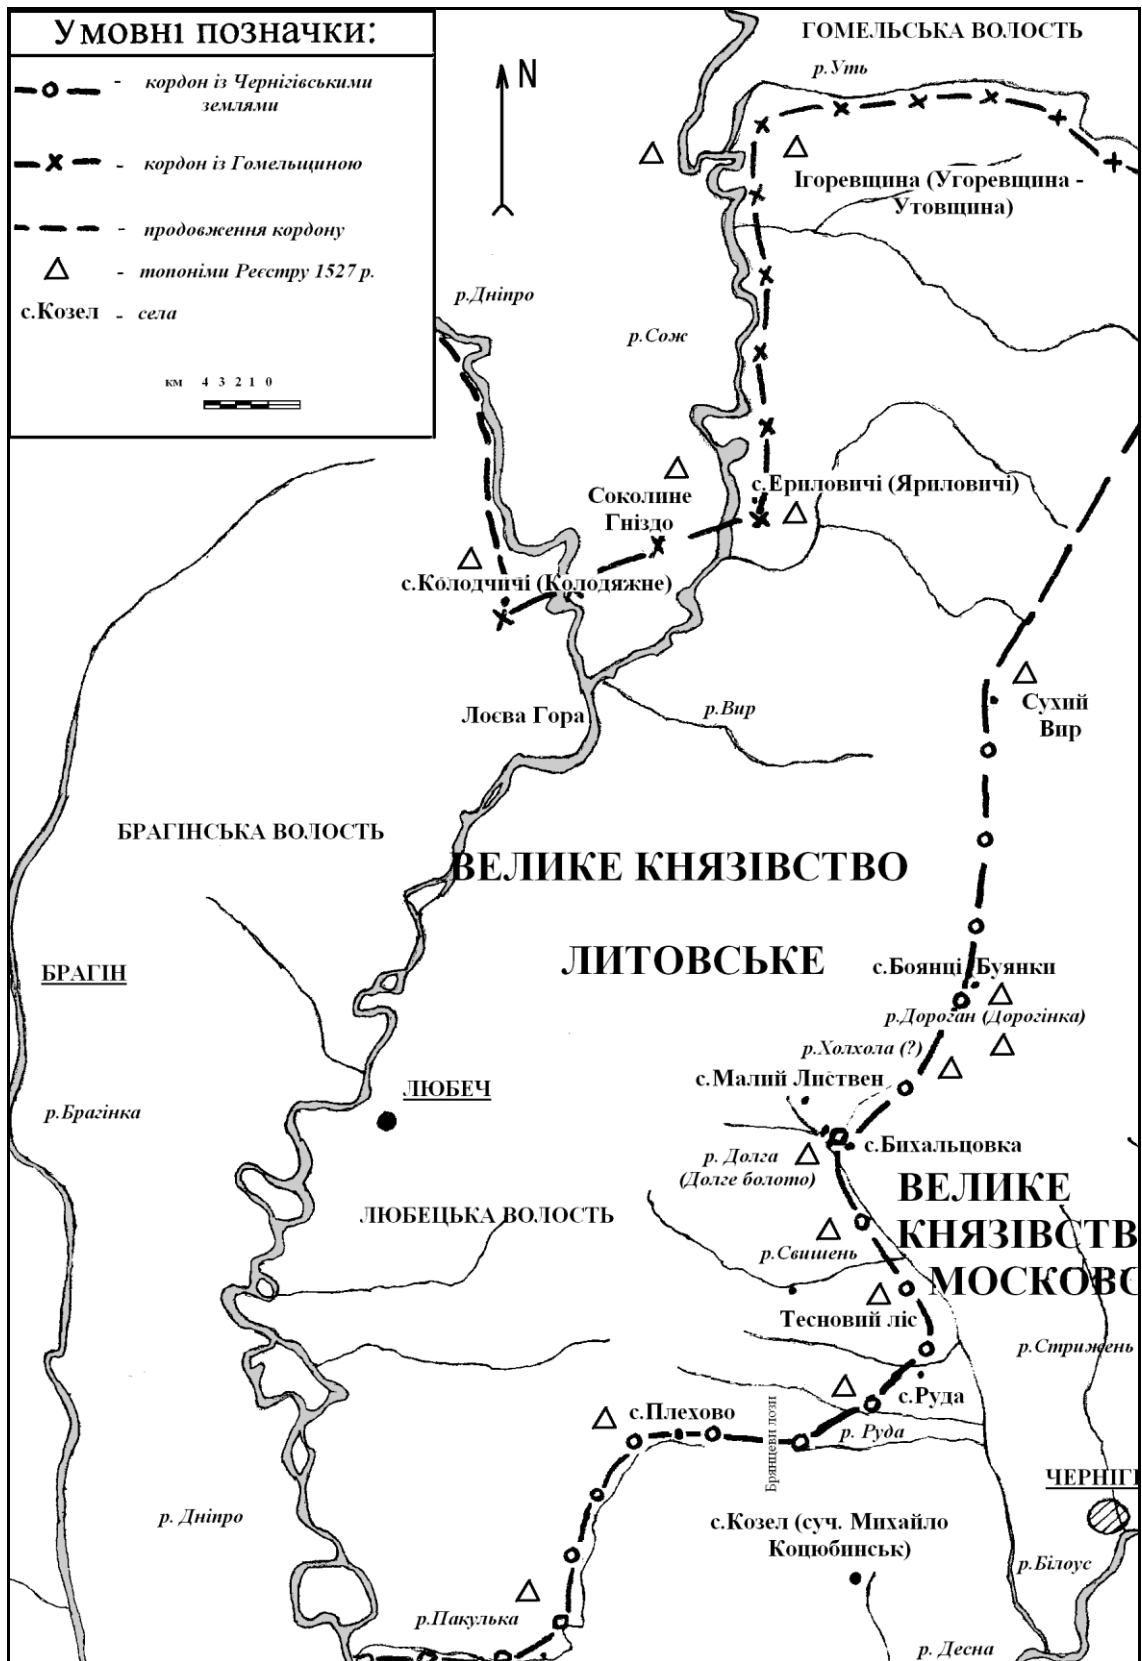 Умовні позначки:
- кордон із Чернігівськими
землями
- кордон із Гомельщиною
- продовження кордону
- топоніми Реєстру 1527 р.
с.Козел - села
км 4 3 2 1 0
N
ГОМЕЛЬСЬКА ВОЛОСТЬ
р.Уть
Ігоревщина (Угоревщина -
Утовщина)
р.Дніпро
р.Сож
Соколине
Гніздо
с.Ериловичі (Яриловичі)
с.Колодчичі (Колодяжне)
Лоєва Гора
р.Вир
Сухий
Вир
БРАГІНСЬКА ВОЛОСТЬ
ВЕЛИКЕ КНЯЗІВСТВО
ЛИТОВСЬКЕ
БРАГІН
с.Боянці (Буянки
р.Дороган (Дорогінка)
р.Холхола (?)
с.Малий Листвен
ЛЮБЕЧ
р.Брагінка
с.Бихальцовка
р. Долга
(Долге болото)
ВЕЛИКЕ
КНЯЗІВСТВ
МОСКОВС
ЛЮБЕЦЬКА ВОЛОСТЬ
р.Свишень
Тесновий ліс
р.Стрижень
с.Руда
с.Плехово
р. Руда
Брянцеви лози
ЧЕРНІГІ
р. Дніпро
с.Козел (суч. Михайло
Коцюбинськ)
р.Білоус
р.Пакулька
р. Десна